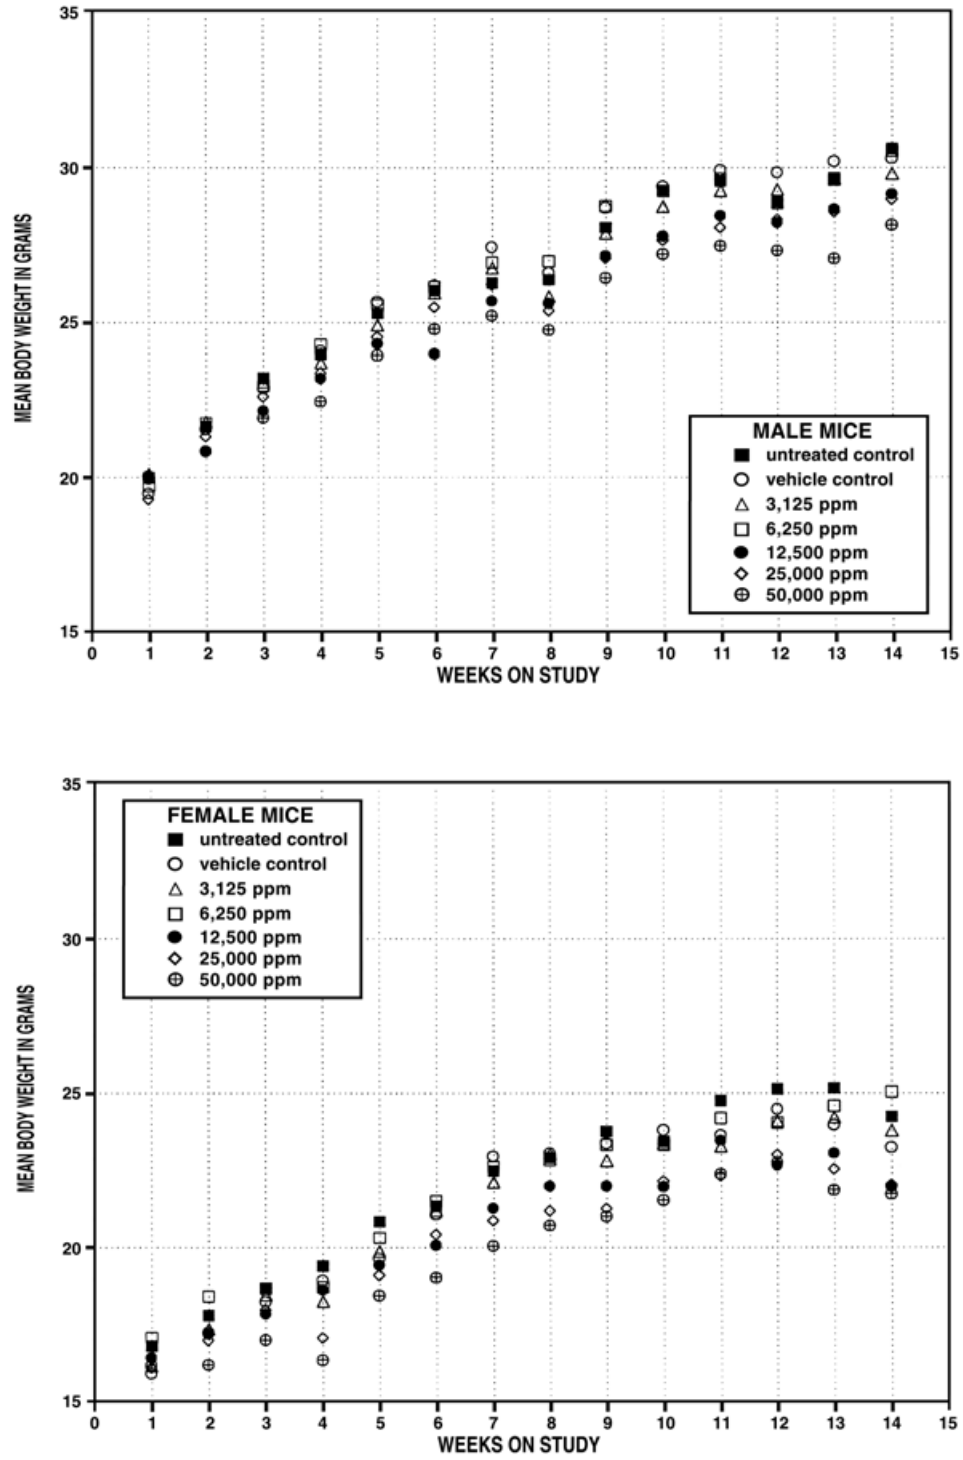 35
30
25
20
15
MEAN BODY WEIGHT IN GRAMS
MALE MICE
untreated control
vehicle control
3,125 ppm
6,250 ppm
12,500 ppm
25,000 ppm
50,000 ppm
0 1 2 3 4 5 6 7 8 9 10 11 12 13 14 15
WEEKS ON STUDY
35
30
25
20
15
MEAN BODY WEIGHT IN GRAMS
FEMALE MICE
untreated control
vehicle control
3,125 ppm
6,250 ppm
12,500 ppm
25,000 ppm
50,000 ppm
0 1 2 3 4 5 6 7 8 9 10 11 12 13 14 15
WEEKS ON STUDY